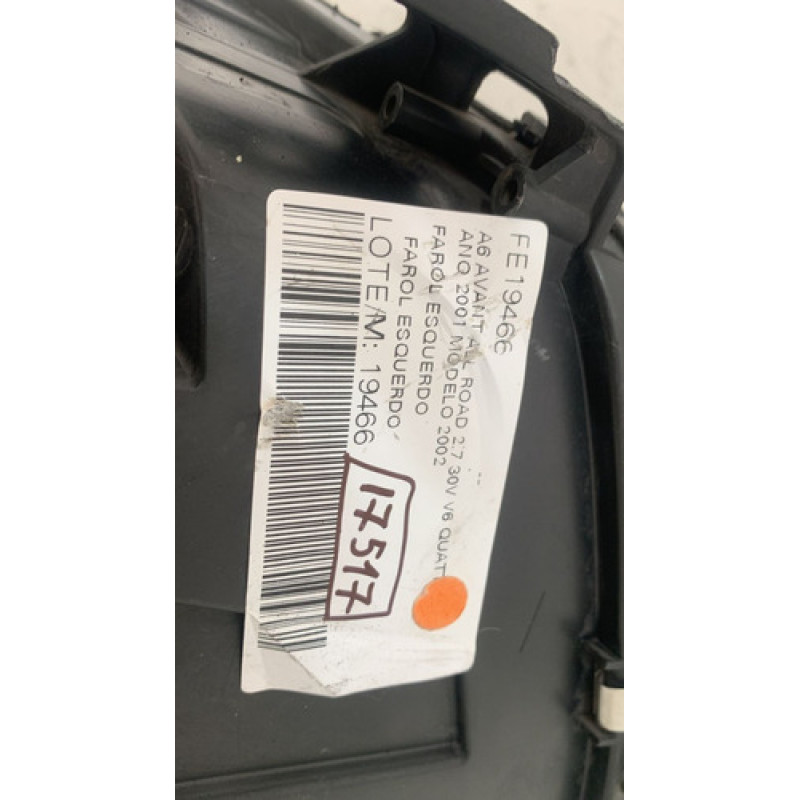 FE19466
A6 AVANT ALL ROAD 2.7 30V V6 QUAT
ANO 2001 MODELO 2002
FAROL ESQUERDO
FAROL ESQUERDO
LOTE/M: 19466
17517